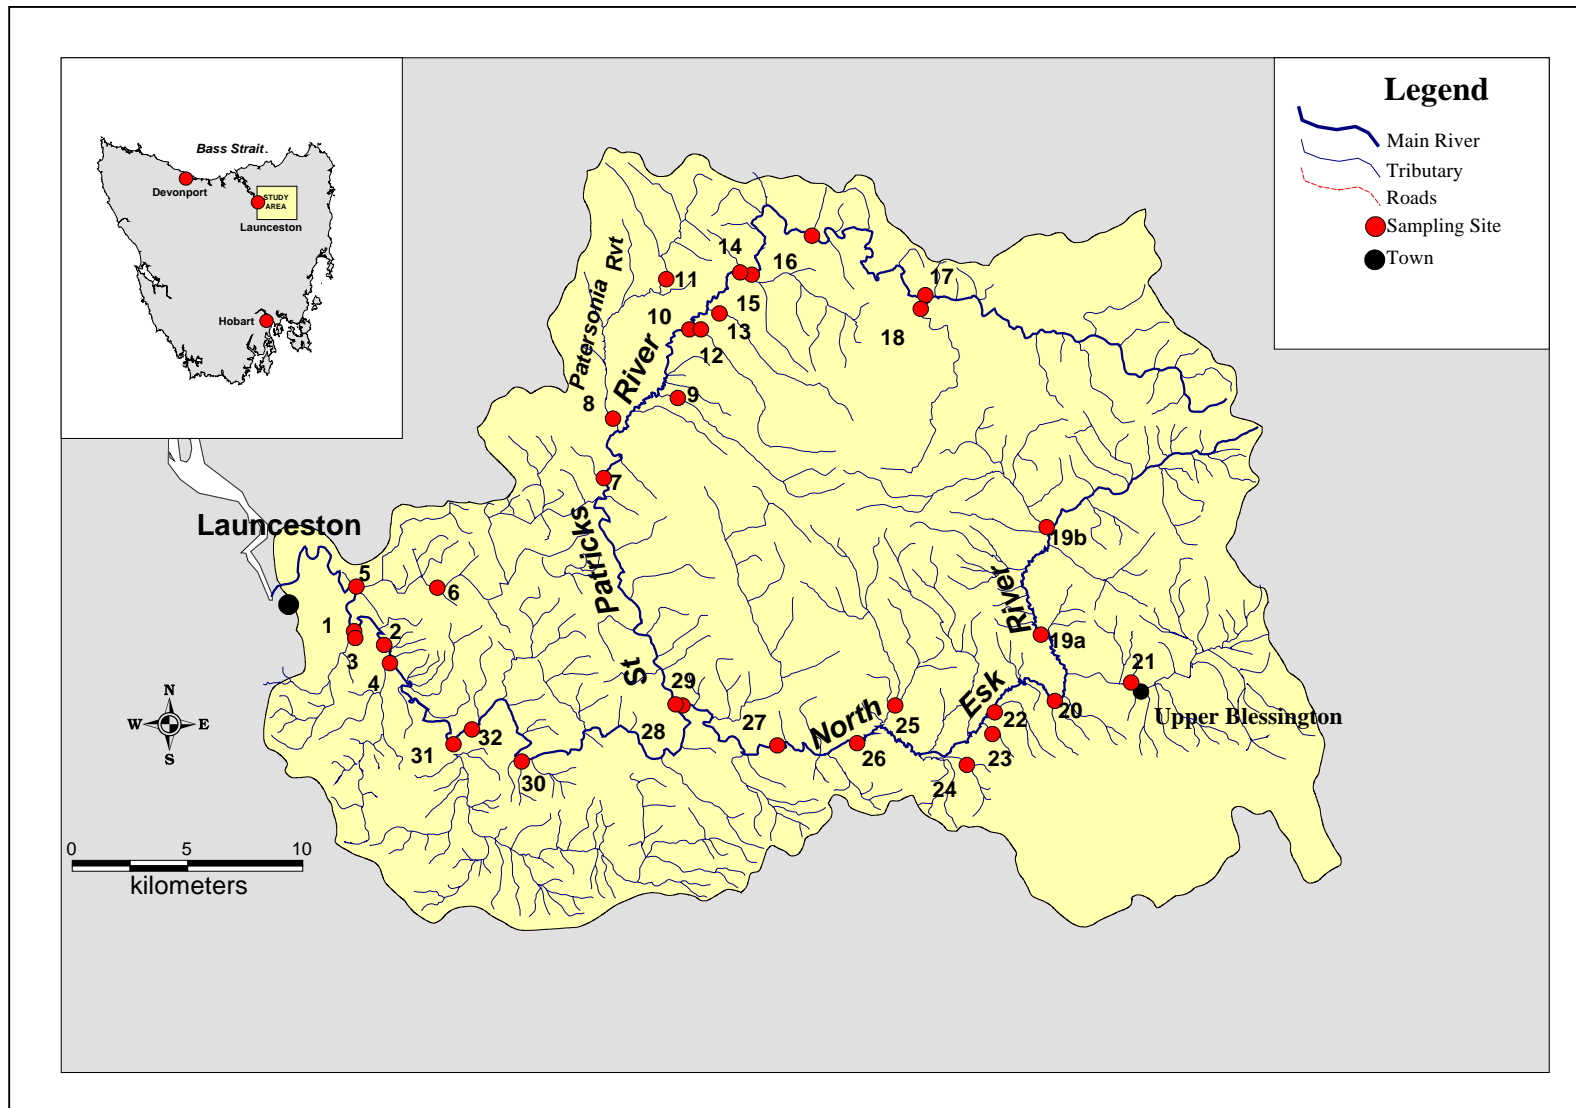 Bass Strait.
Devonport
STUDY
AREA
Launceston
Hobart
Legend
Main River
Tributary
Roads
Sampling Site
Town
Patersonia Rvt
River
Patricks
St
14
16
11
17
15
10
13
18
12
9
8
7
Launceston
19b
5
6
River
1
2
19a
3
4
21
29
Esk
25
22
20
Upper Blessington
North
28
27
32
26
23
31
30
24
N
W
E
S
0
5
10
kilometers